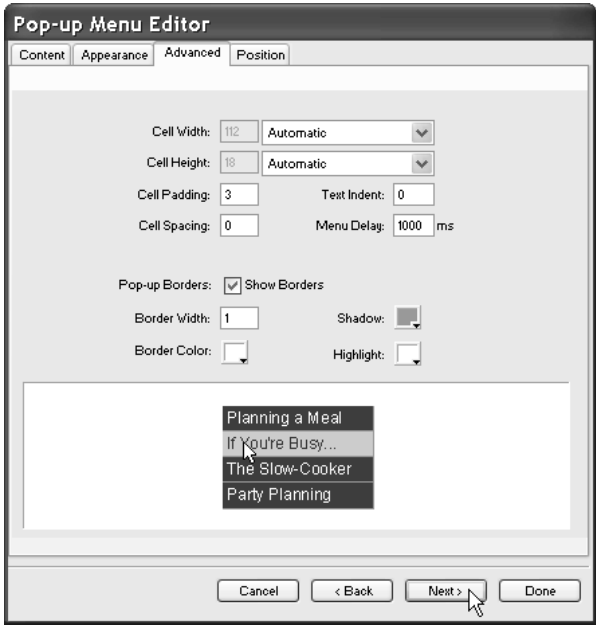 Pop-up Menu Editor
Content Appearance Advanced Position
Cell Width: 112 Automatic
Cell Height: 18 Automatic
Cell Padding: 3 Text Indent: 0
Cell Spacing: 0 Menu Delay: 1000 ms
Pop-up Borders: Show Borders
Border Width: 1 Shadow:
Border Color: Highlight:
Planning a Meal
If You're Busy...
The Slow-Cooker
Party Planning
Cancel < Back Next > Done